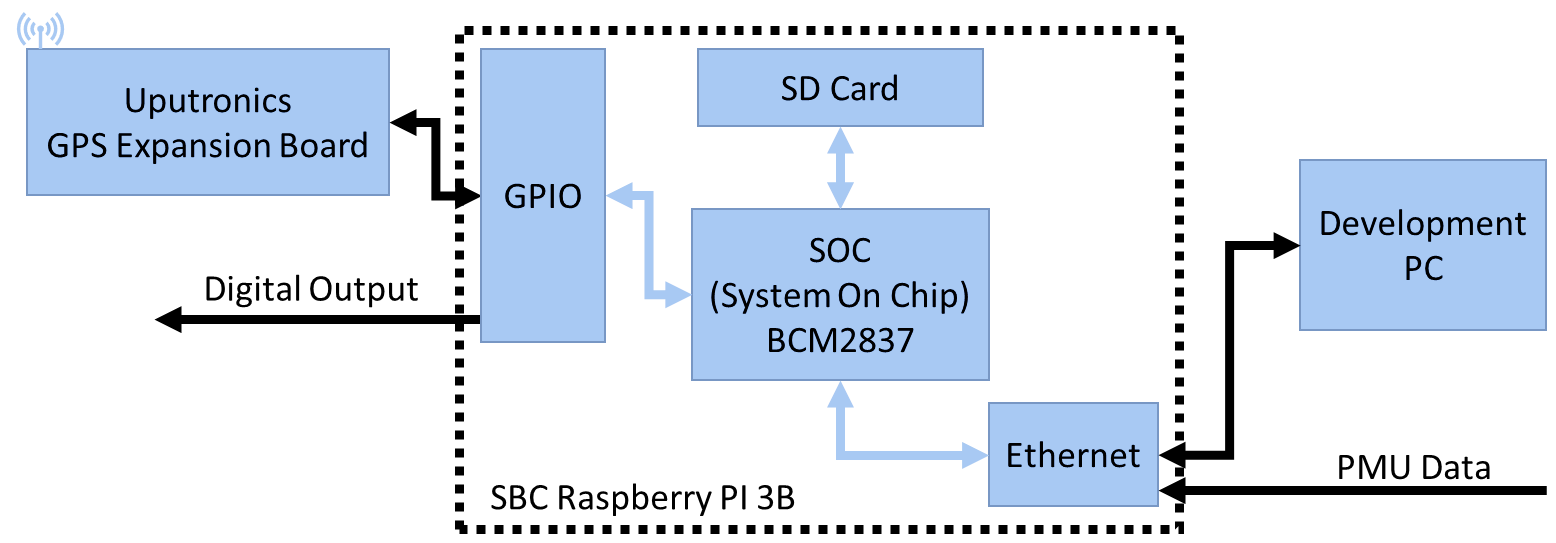 Uputronics
GPS Expansion Board
GPIO
SD Card
SOC
(System On Chip)
BCM2837
Development
PC
Digital Output
Ethernet
PMU Data
SBC Raspberry PI 3B